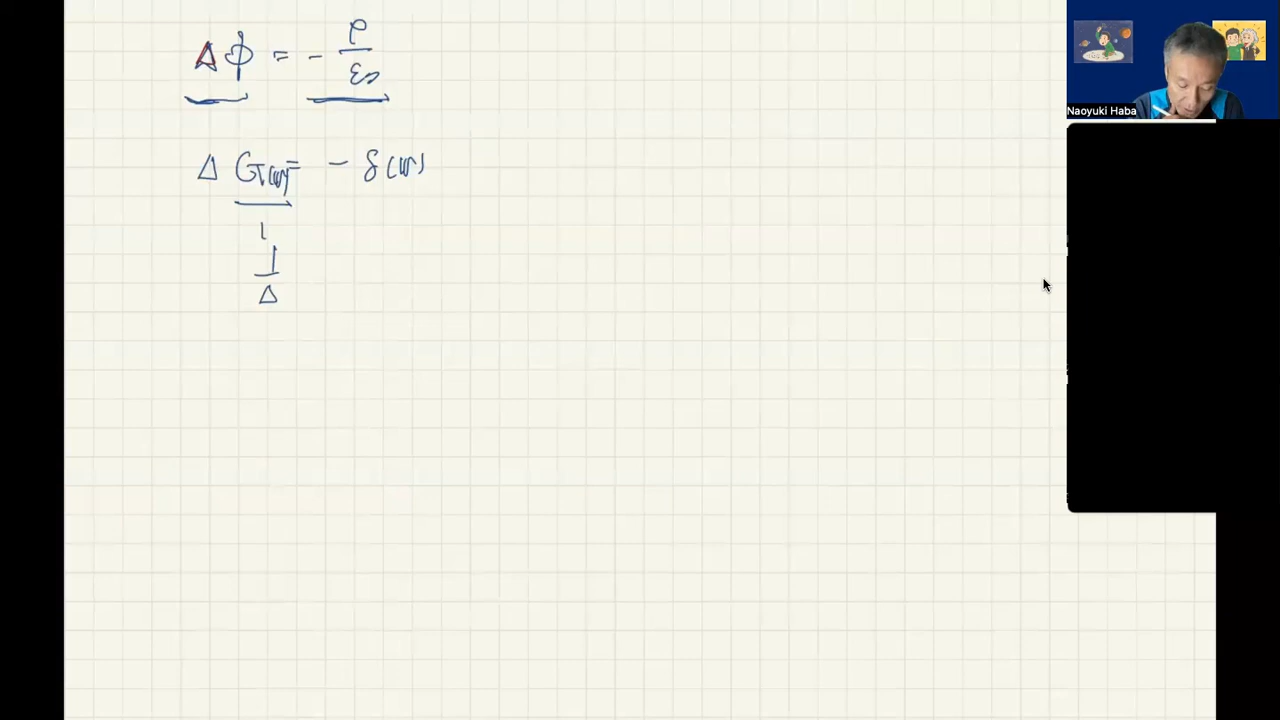 Δϕ = - ρ/ε₀
Δ G(r) = - δ(r)
1/Δ
Naoyuki Haba